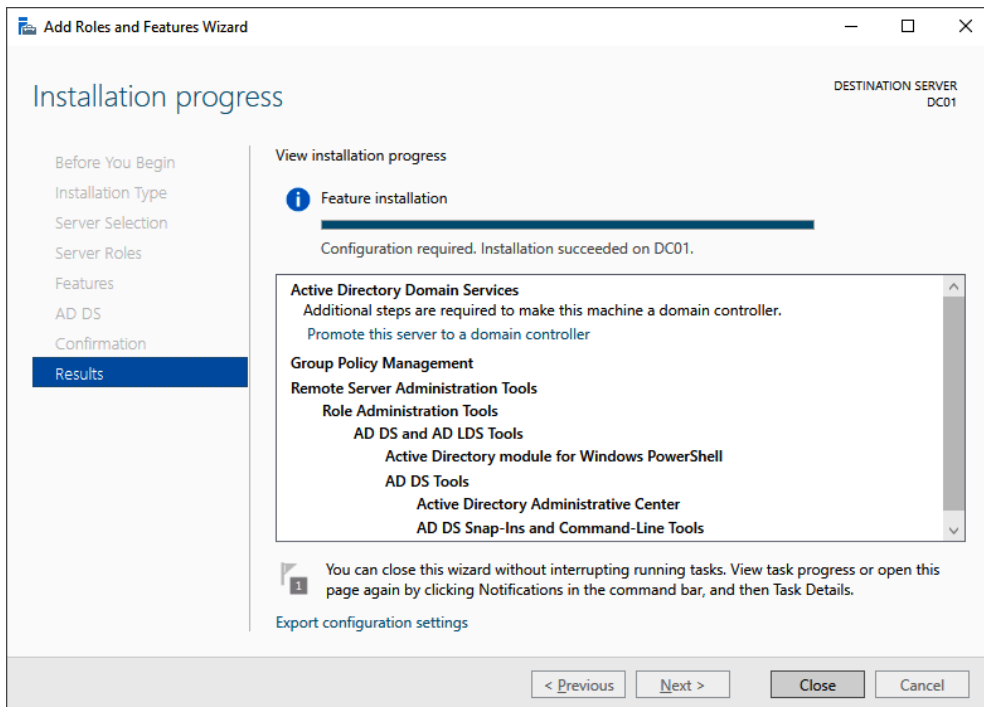 Add Roles and Features Wizard
Installation progress
DESTINATION SERVER
DC01
Before You Begin
Installation Type
Server Selection
Server Roles
Features
AD DS
Confirmation
Results
View installation progress
Feature installation
Configuration required. Installation succeeded on DC01.
Active Directory Domain Services
Additional steps are required to make this machine a domain controller.
Promote this server to a domain controller
Group Policy Management
Remote Server Administration Tools
Role Administration Tools
AD DS and AD LDS Tools
Active Directory module for Windows PowerShell
AD DS Tools
Active Directory Administrative Center
AD DS Snap-Ins and Command-Line Tools
1
You can close this wizard without interrupting running tasks. View task progress or open this
page again by clicking Notifications in the command bar, and then Task Details.
Export configuration settings
< Previous
Next >
Close
Cancel